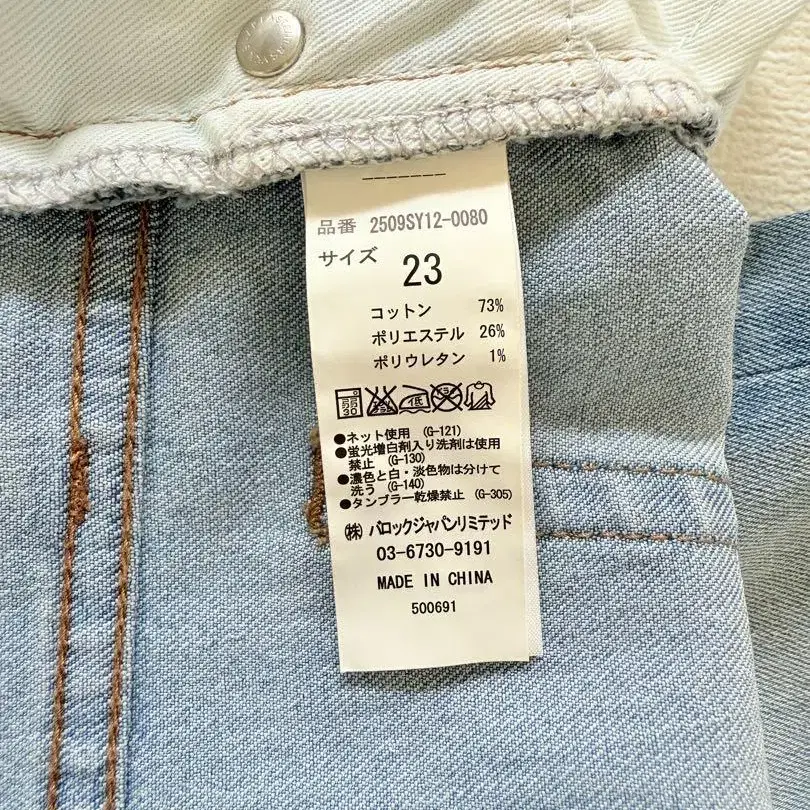 品番 2509SY12-0080
サイズ 23
コットン 73%
ポリエステル 26%
ポリウレタン 1%
低
●ネット使用 (G-121)
●蛍光増白剤入り洗剤は使用
禁止 (G-130)
●濃色と白・淡色物は分けて
洗う (G-140)
●タンブラー乾燥禁止 (G-305)
㈱ バロックジャパンリミテッド
03-6730-9191
MADE IN CHINA
500691